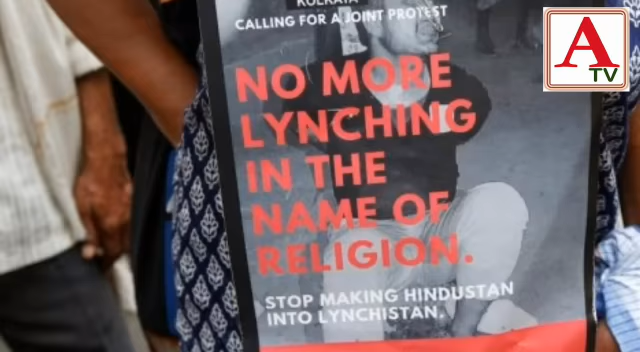 KOLKATA
CALLING FOR A JOINT PROTEST
NO MORE
LYNCHING
IN THE
NAME OF
RELIGION.
STOP MAKING HINDUSTAN
INTO LYNCHISTAN.
A
TV